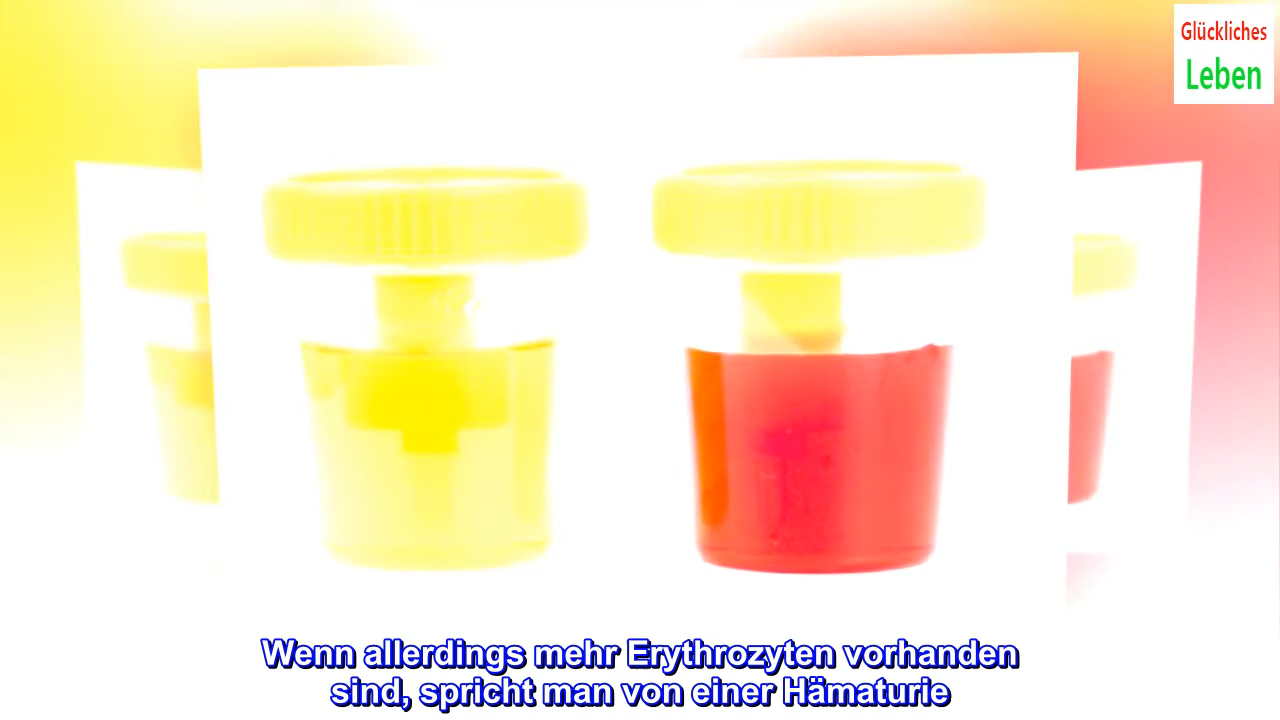 Glückliches
Leben
Wenn allerdings mehr Erythrozyten vorhanden
sind, spricht man von einer Hämaturie